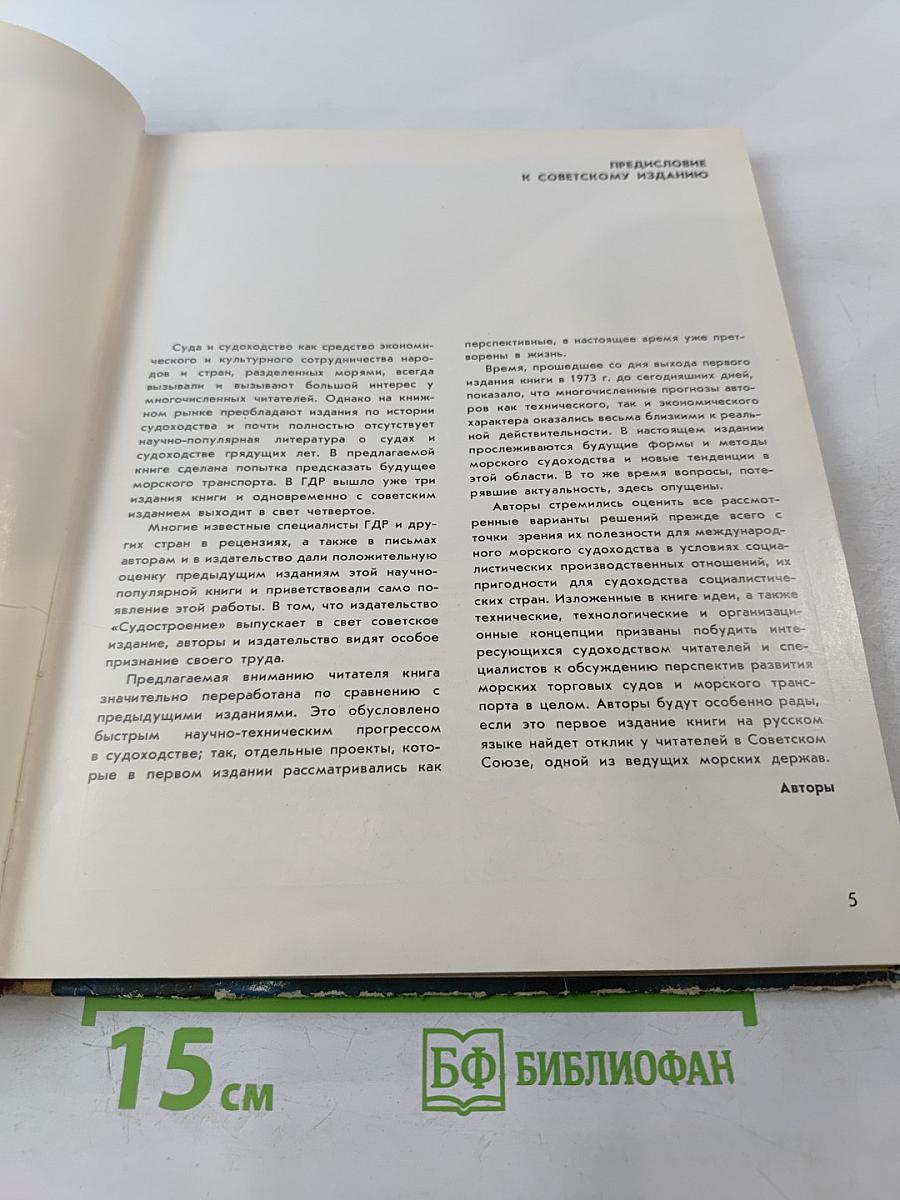 ПРЕДИСЛОВИЕ
К СОВЕТСКОМУ ИЗДАНИЮ
Суда и судоходство как средство экономи-
ческого и культурного сотрудничества наро-
дов и стран, разделенных морями, всегда
вызывали и вызывают большой интерес у
многочисленных читателей. Однако на книж-
ном рынке преобладают издания по истории
судоходства и почти полностью отсутствует
научно-популярная литература о судах и
судоходстве грядущих лет. В предлагаемой
книге сделана попытка предсказать будущее
морского транспорта. В ГДР вышло уже три
издания книги и одновременно с советским
изданием выходит в свет четвертое.
Многие известные специалисты ГДР и дру-
гих стран в рецензиях, а также в письмах
авторам и в издательство дали положительную
оценку предыдущим изданиям этой научно-
популярной книги и приветствовали само по-
явление этой работы. В том, что издательство
«Судостроение» выпускает в свет советское
издание, авторы и издательство видят особое
признание своего труда.
Предлагаемая вниманию читателя книга
значительно переработана по сравнению с
предыдущими изданиями. Это обусловлено
быстрым научно-техническим прогрессом
в судоходстве; так, отдельные проекты, кото-
рые в первом издании рассматривались как
перспективные, в настоящее время уже прет-
ворены в жизнь.
Время, прошедшее со дня выхода первого
издания книги в 1973 г. до сегодняшних дней,
показало, что многочисленные прогнозы авто-
ров как технического, так и экономического
характера оказались весьма близкими к реаль-
ной действительности. В настоящем издании
прослеживаются будущие формы и методы
морского судоходства и новые тенденции в
этой области. В то же время вопросы, поте-
рявшие актуальность, здесь опущены.
Авторы стремились оценить все рассмот-
ренные варианты решений прежде всего с
точки зрения их полезности для международ-
ного морского судоходства в условиях социа-
листических производственных отношений, их
пригодности для судоходства социалистиче-
ских стран. Изложенные в книге идеи, а также
технические, технологические и организаци-
онные концепции призваны побудить инте-
ресующихся судоходством читателей и спе-
циалистов к обсуждению перспектив развития
морских торговых судов и морского транс-
порта в целом. Авторы будут особенно рады,
если это первое издание книги на русском
языке найдет отклик у читателей в Советском
Союзе, одной из ведущих морских держав.
Авторы
5
15 см
БФ БИБЛИОФАН